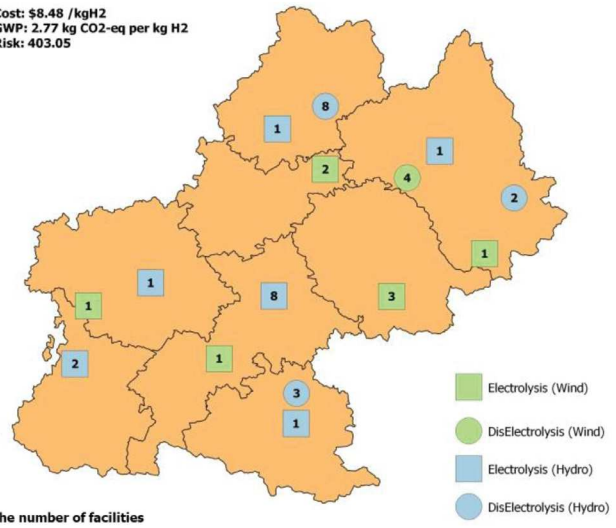 Cost: $8.48 /kgH2
GWP: 2.77 kg CO2-eq per kg H2
Risk: 403.05
8
1
1
2
4
2
1
1
8
3
1
2
1
3
1
Electrolysis (Wind)
DisElectrolysis (Wind)
Electrolysis (Hydro)
DisElectrolysis (Hydro)
he number of facilities